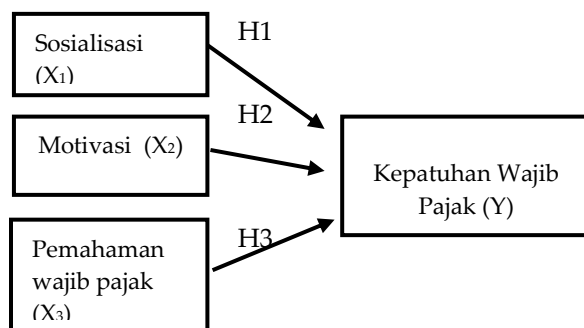 Sosialisasi
(X₁)
H1
H2
Motivasi (X₂)
Kepatuhan Wajib
Pajak (Y)
H3
Pemahaman
wajib pajak
(X₃)